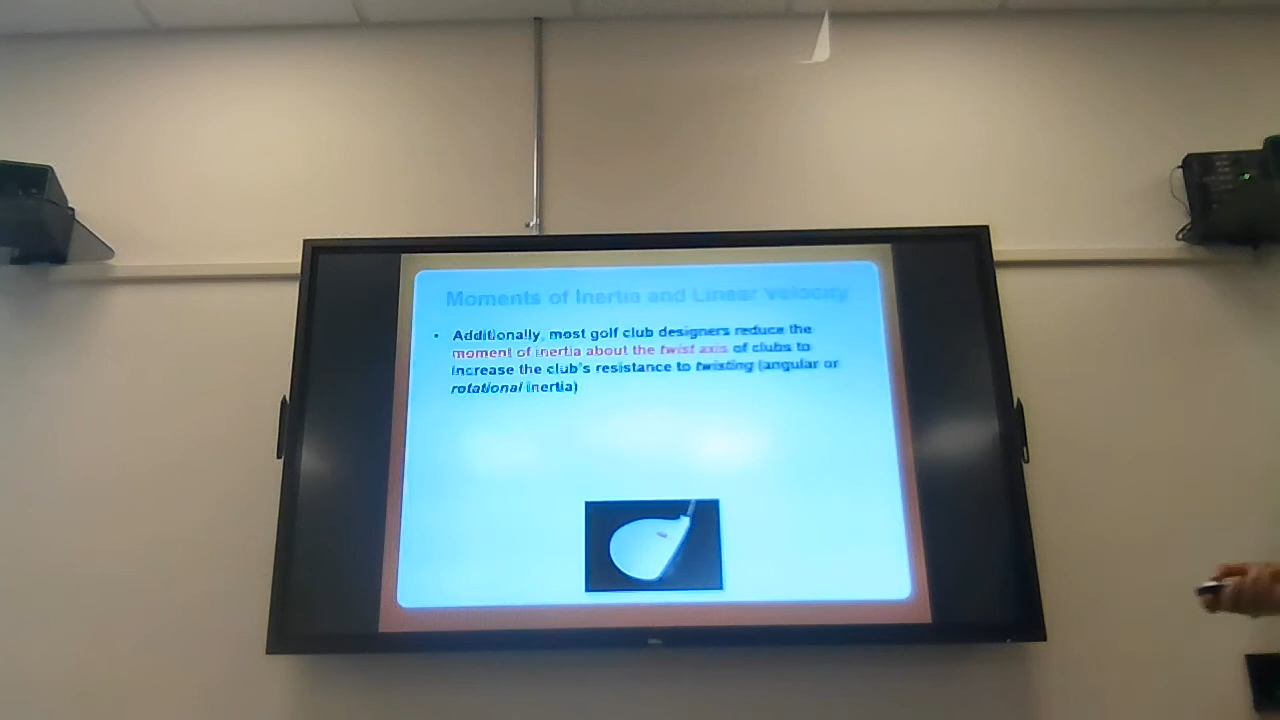 Moments of Inertia and Linear Velocity
• Additionally, most golf club designers reduce the
moment of inertia about the twist axis of clubs to
increase the club's resistance to twisting (angular or
rotational inertia)